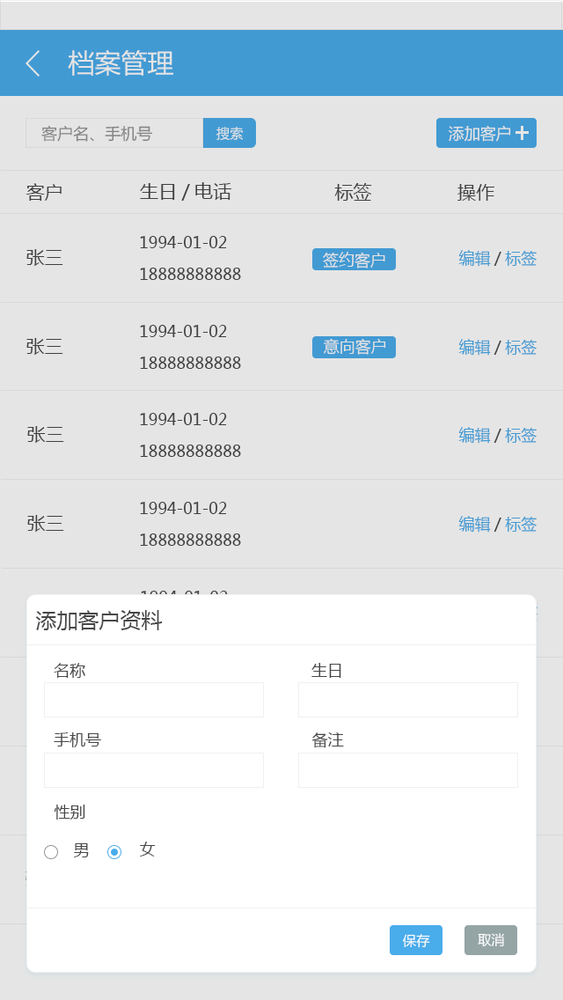 档案管理
客户名、手机号 搜索 添加客户
客户 生日 / 电话 标签 操作
张三 1994-01-02 18888888888 签约客户 编辑 / 标签
张三 1994-01-02 18888888888 意向客户 编辑 / 标签
张三 1994-01-02 18888888888 编辑 / 标签
张三 1994-01-02 18888888888 编辑 / 标签
添加客户资料
名称 生日
手机号 备注
性别
男 女
保存 取消